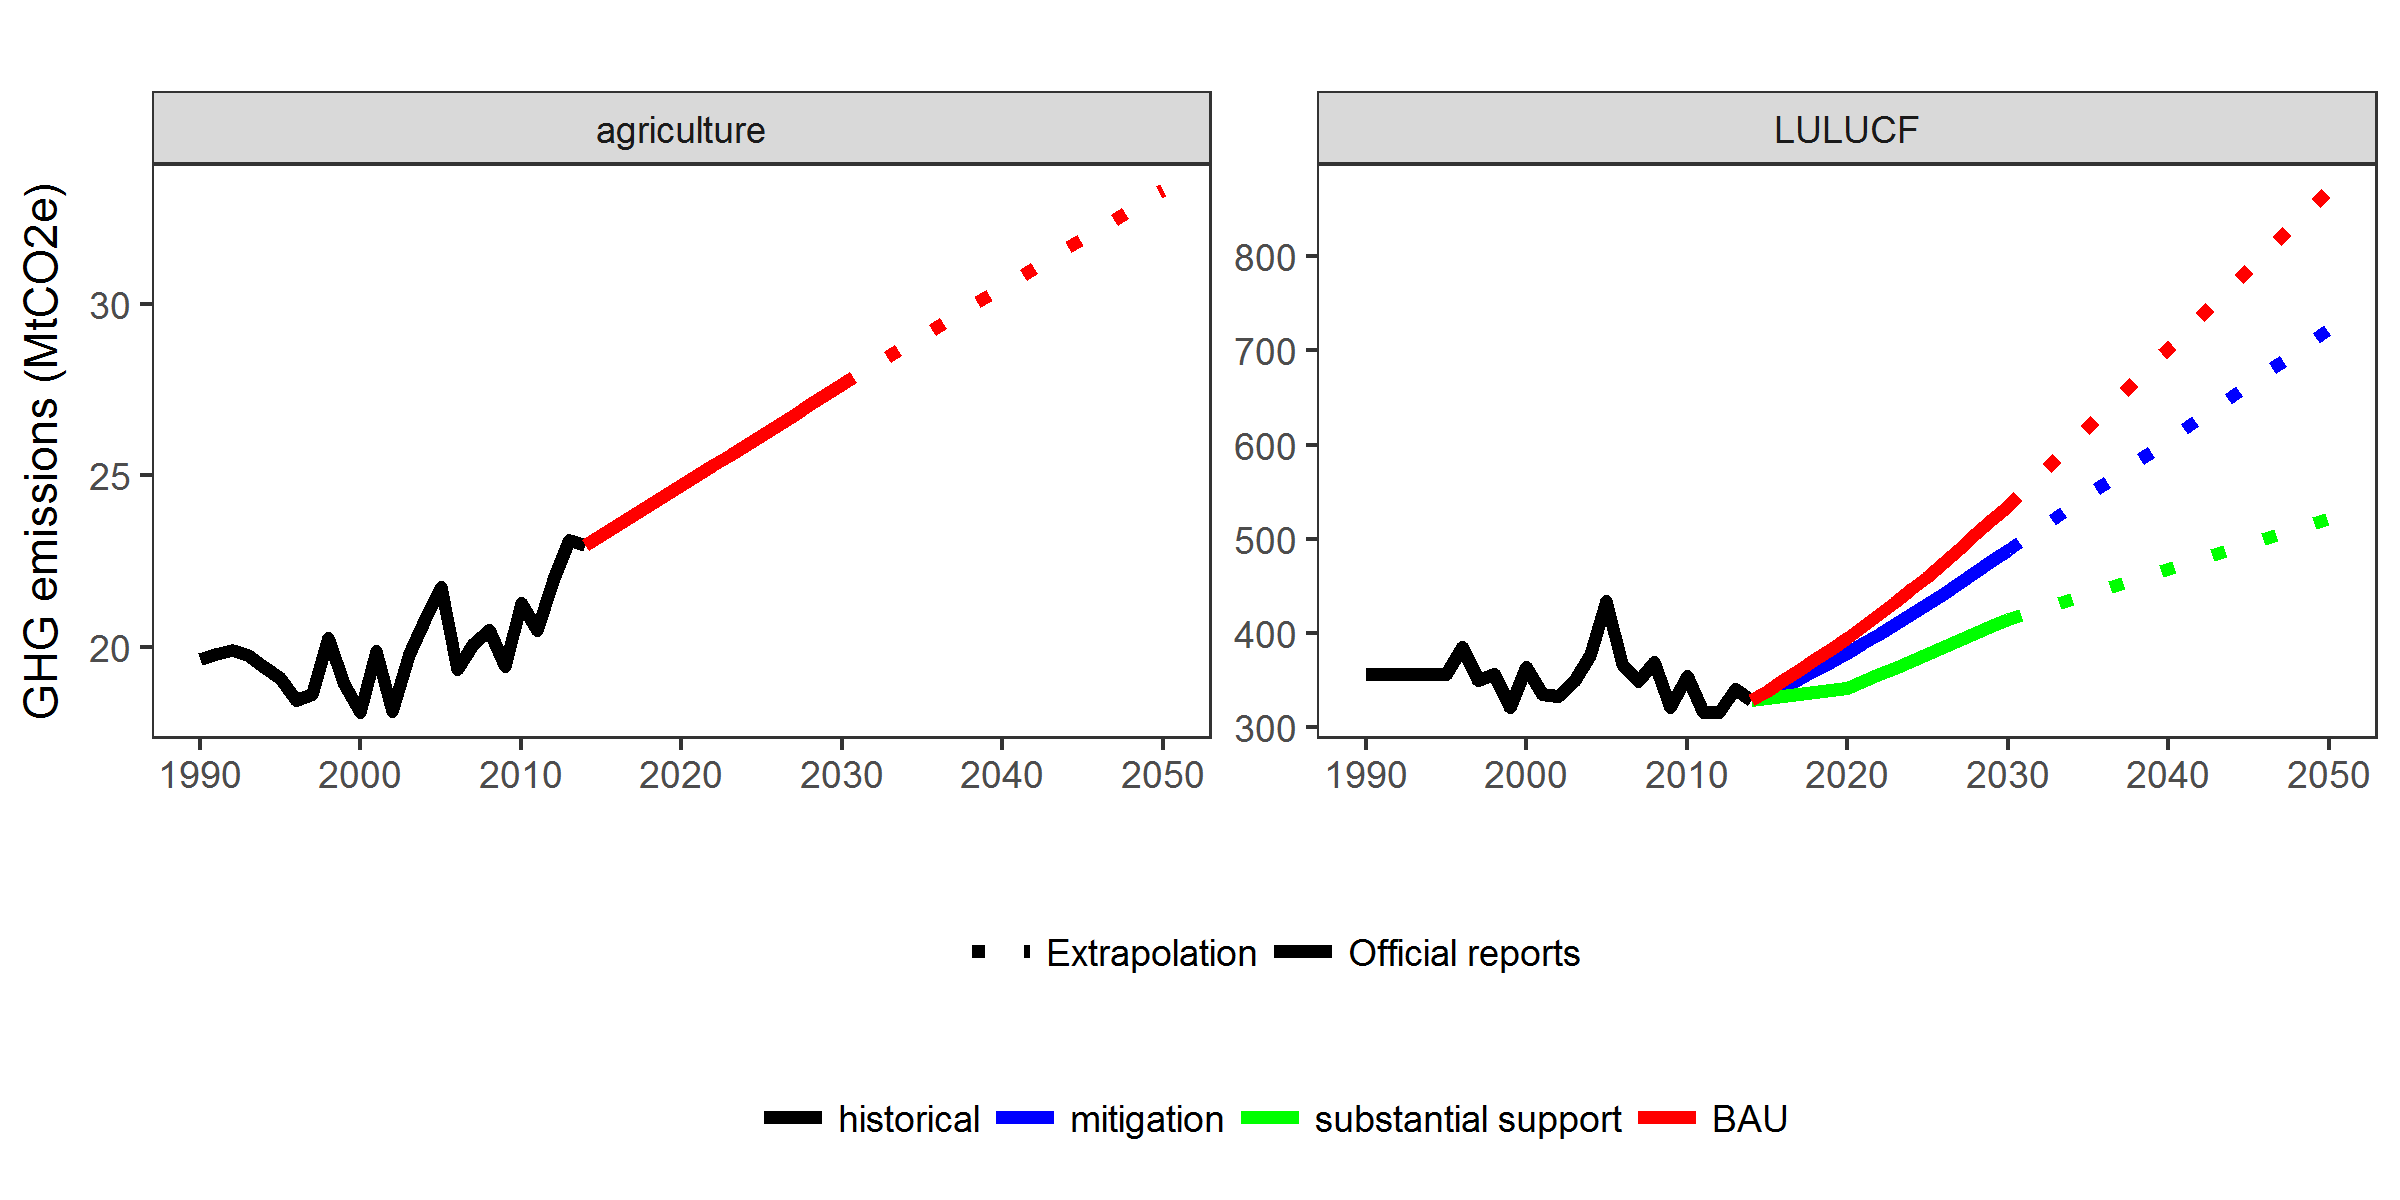 agriculture
LULUCF
GHG emissions (MtCO2e)
30
25
20
800
700
600
500
400
300
1990 2000 2010 2020 2030 2040 2050
1990 2000 2010 2020 2030 2040 2050
Extrapolation Official reports
historical mitigation substantial support BAU